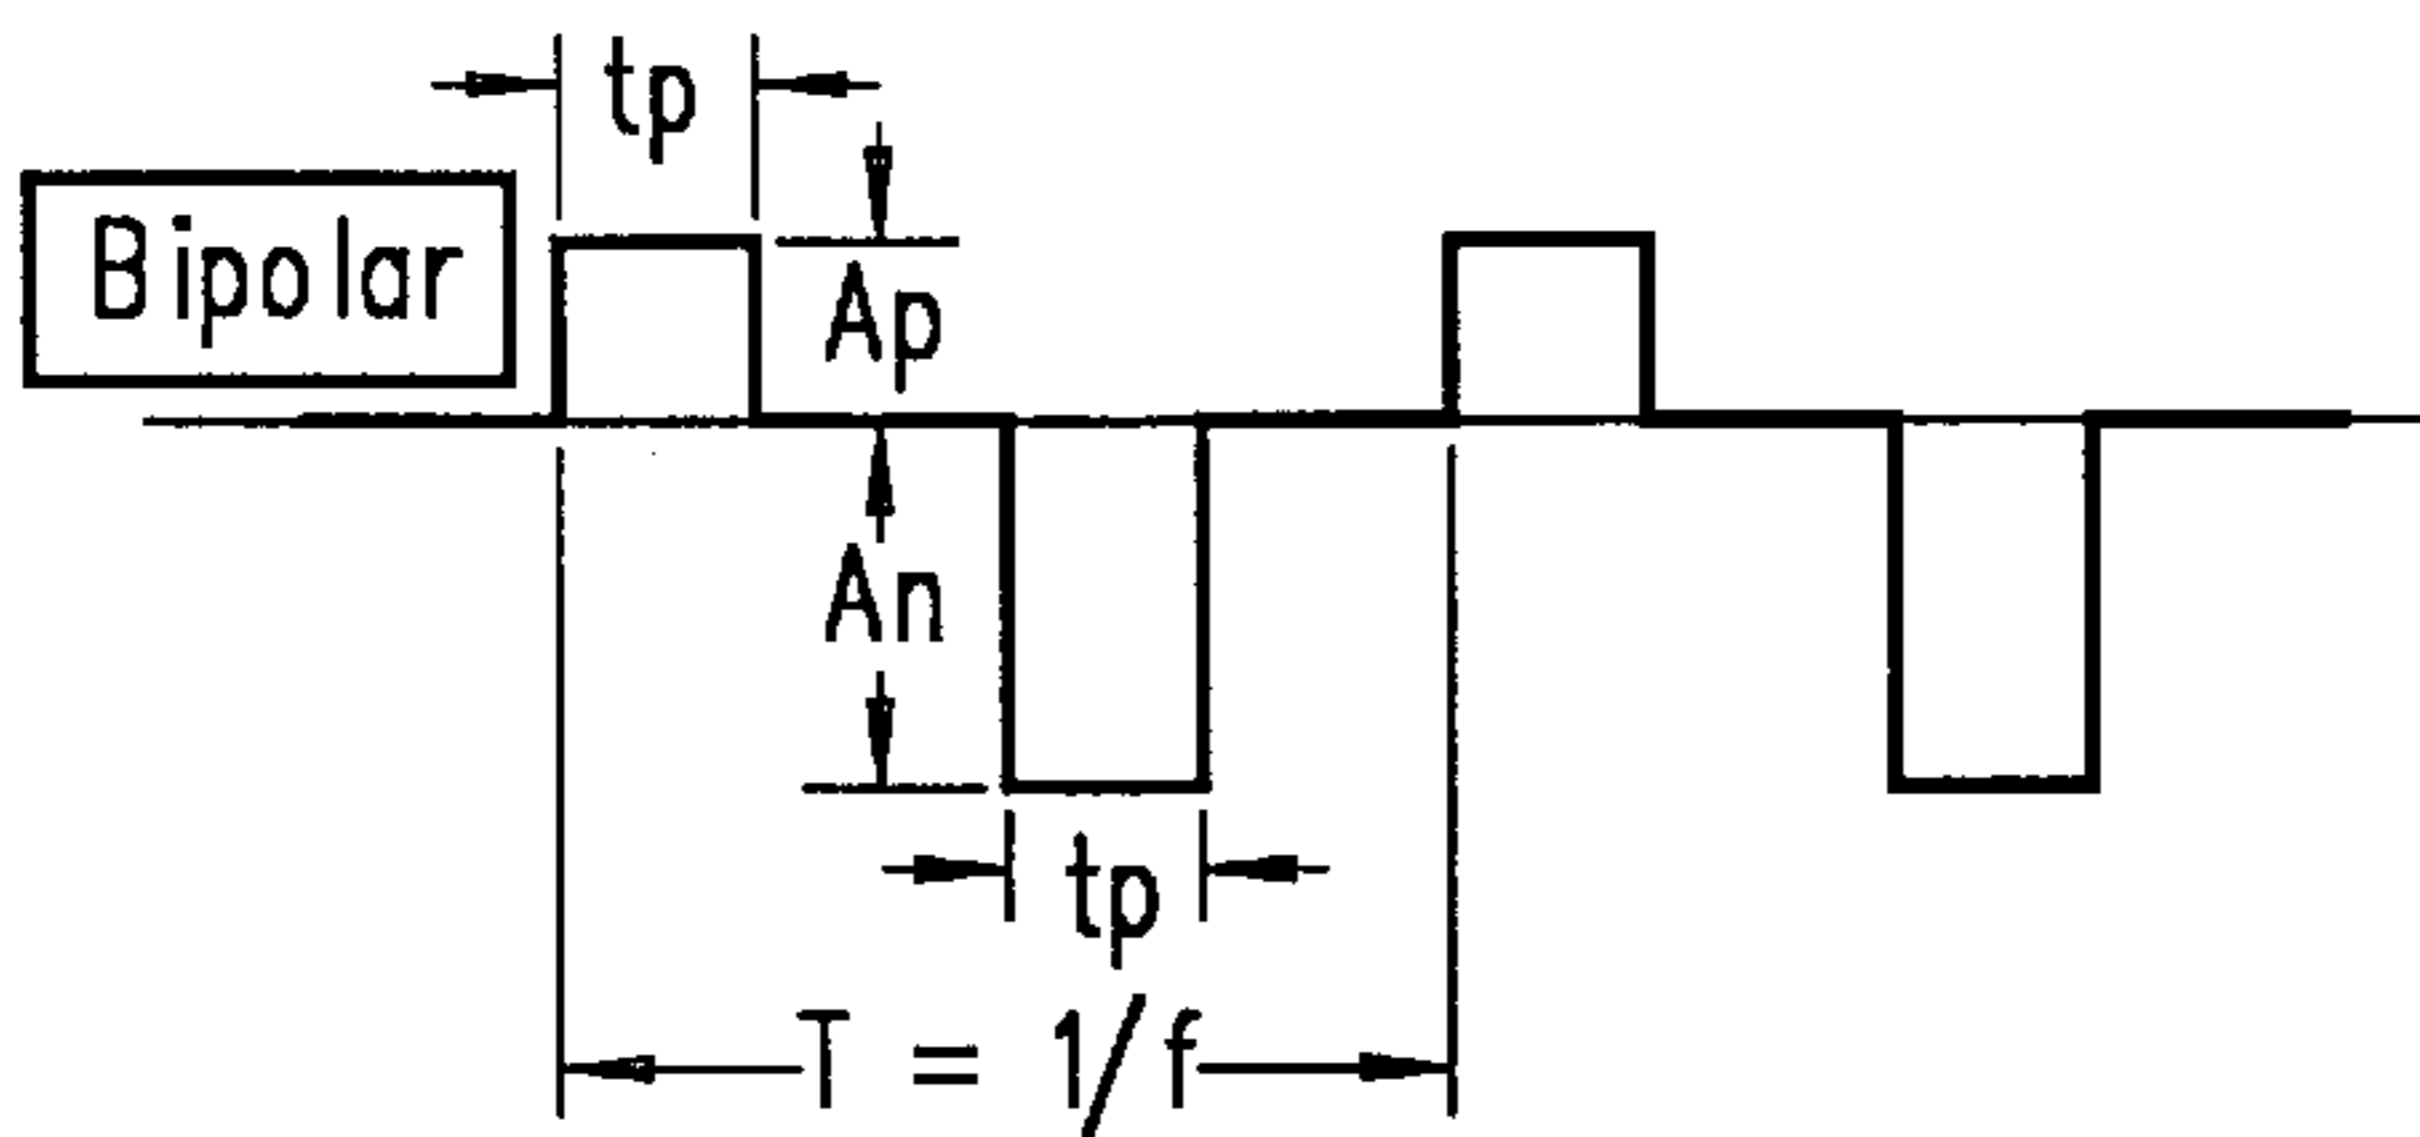 tp
Bipolar
Ap
An
tp
T = 1/f